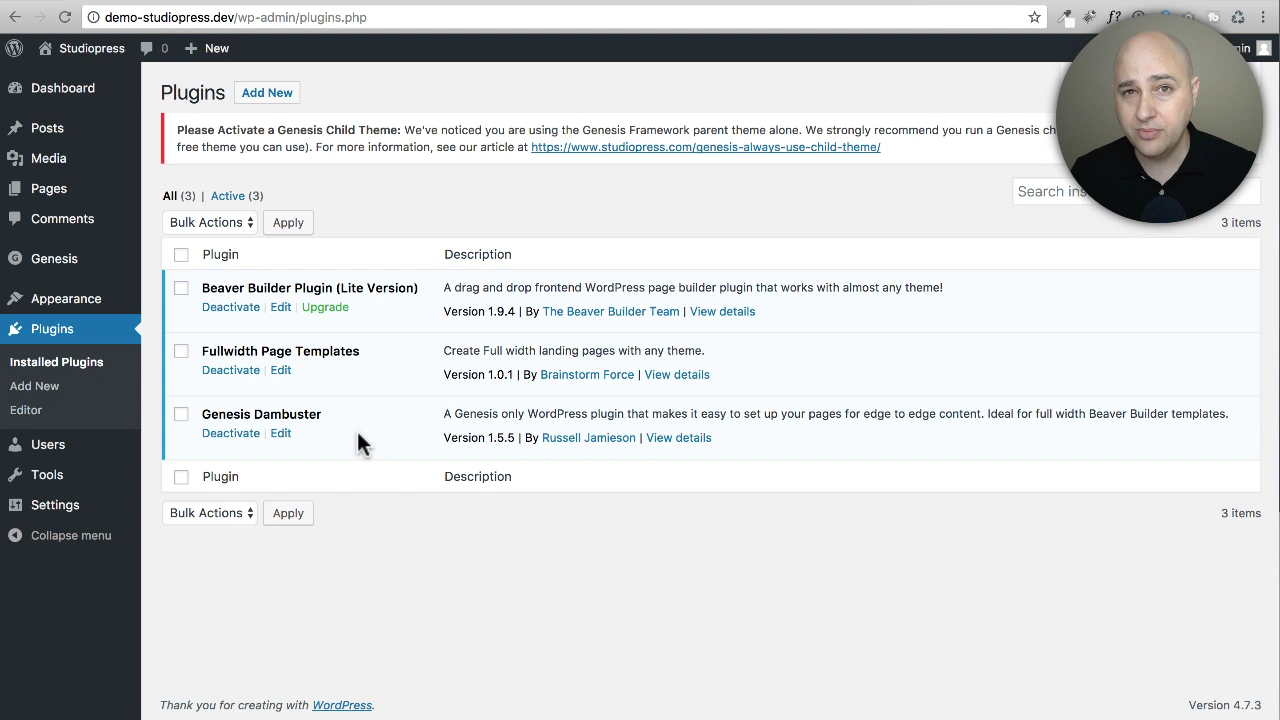 demo-studiopress.dev/wp-admin/plugins.php
Studiopress 0 New
Dashboard
Posts
Media
Pages
Comments
Genesis
Appearance
Plugins
Installed Plugins
Add New
Editor
Users
Tools
Settings
Collapse menu
Plugins Add New
Please Activate a Genesis Child Theme: We've noticed you are using the Genesis Framework parent theme alone. We strongly recommend you run a Genesis
free theme you can use). For more information, see our article at https://www.studiopress.com/genesis-always-use-child-theme/
All (3) | Active (3)
Search
Bulk Actions Apply
3 items
Plugin Description
Beaver Builder Plugin (Lite Version) A drag and drop frontend WordPress page builder plugin that works with almost any theme!
Deactivate | Edit | Upgrade Version 1.9.4 | By The Beaver Builder Team | View details
Fullwidth Page Templates Create Full width landing pages with any theme.
Deactivate | Edit Version 1.0.1 | By Brainstorm Force | View details
Genesis Dambuster A Genesis only WordPress plugin that makes it easy to set up your pages for edge to edge content. Ideal for full width Beaver Builder templates.
Deactivate | Edit Version 1.5.5 | By Russell Jamieson | View details
Plugin Description
Bulk Actions Apply
3 items
Thank you for creating with WordPress.
Version 4.7.3